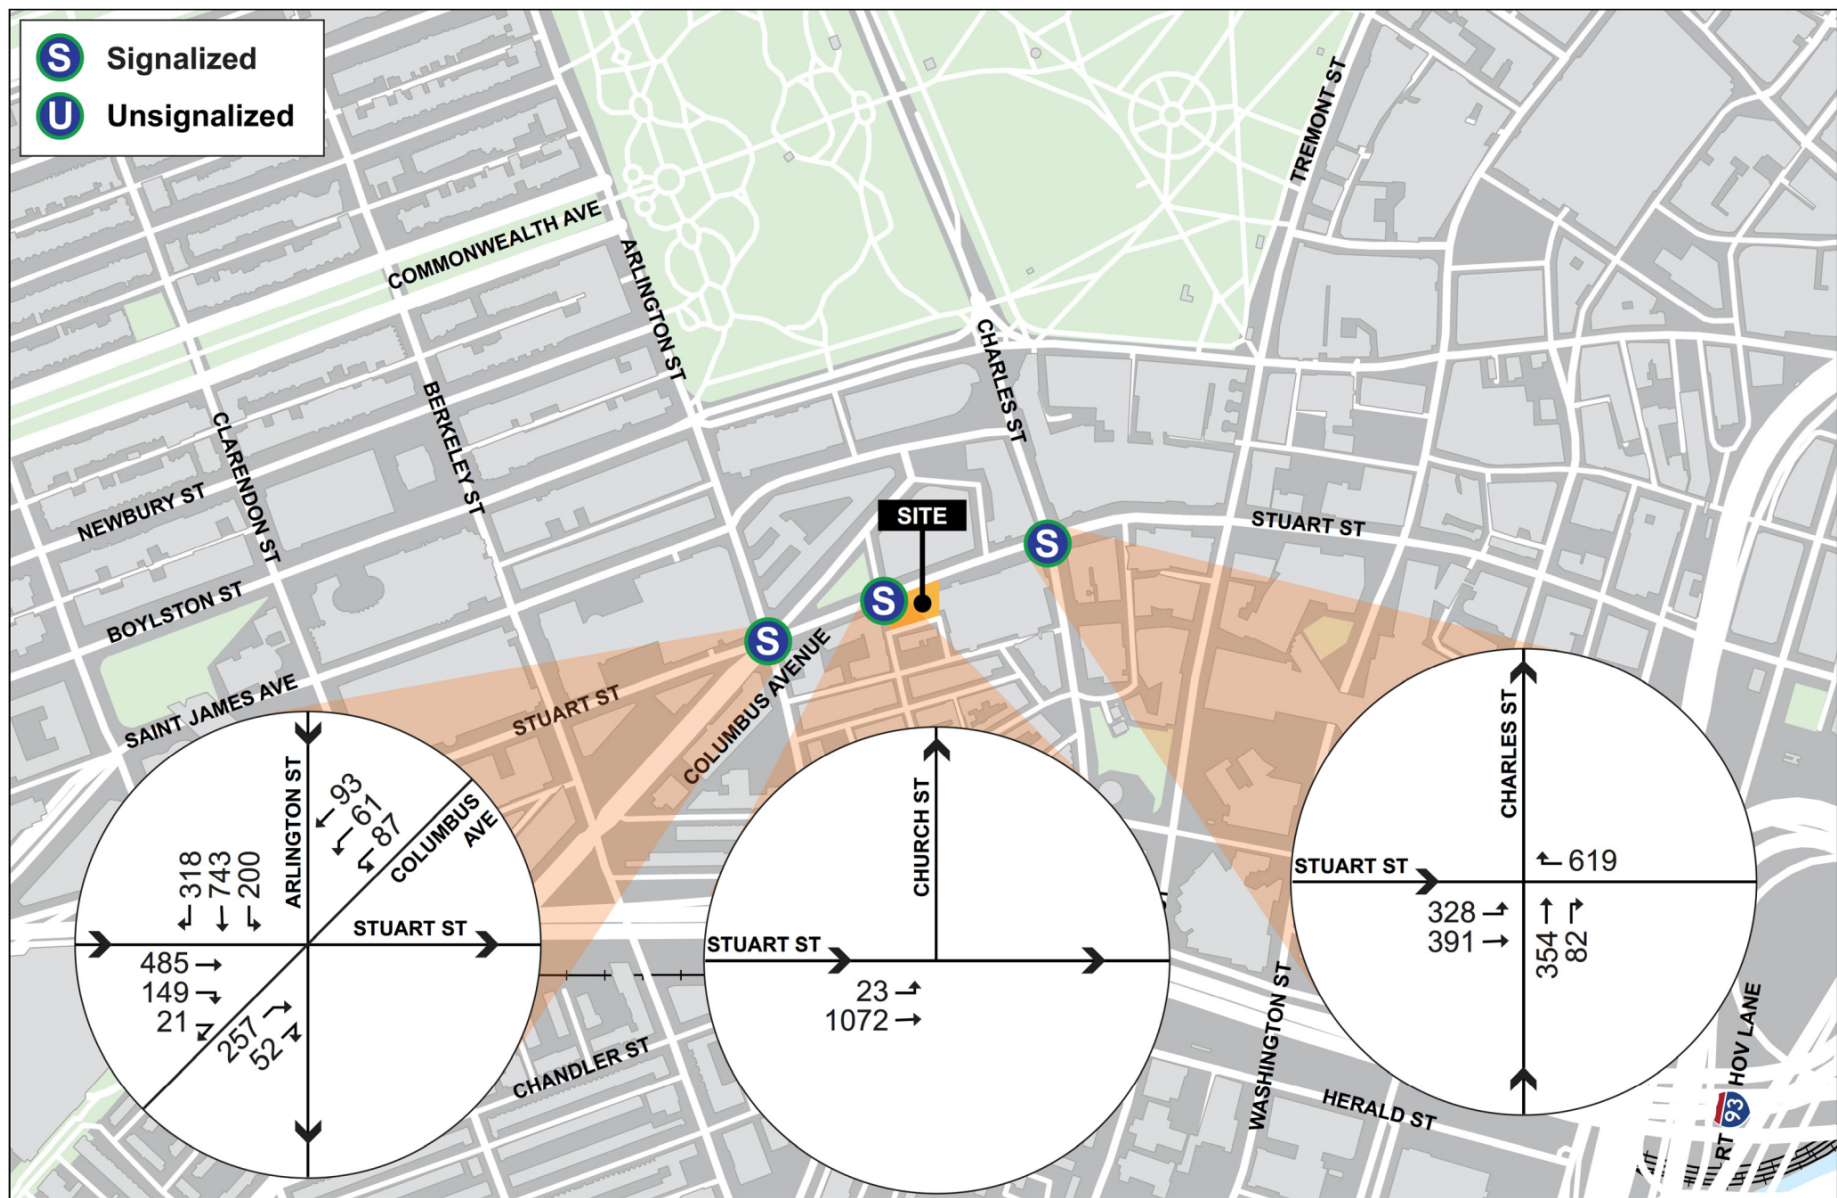 S Signalized
U Unsignalized
TREMONT ST
COMMONWEALTH AVE
ARLINGTON ST
CHARLES ST
BERKELEY ST
CLARENDON ST
NEWBURY ST
SITE
STUART ST
S
S
S
BOYLSTON ST
SAINT JAMES AVE
STUART ST
COLUMBUS AVENUE
ARLINGTON ST
93
61
87
COLUMBUS
AVE
318
743
200
STUART ST
485
149
21
257
52
CHURCH ST
STUART ST
23
1072
CHARLES ST
STUART ST
619
328
391
354
82
CHANDLER ST
WASHINGTON ST
HERALD ST
HOV LANE
RT 93